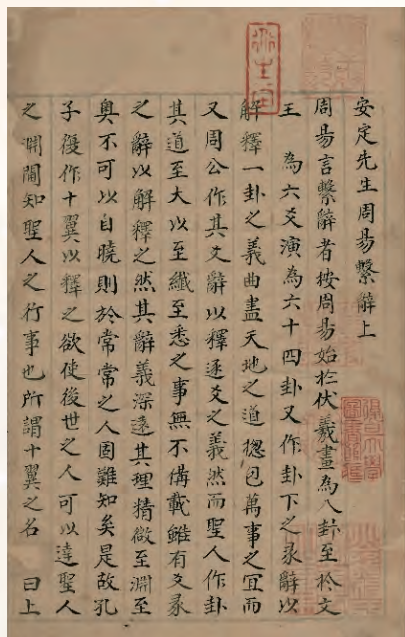 安定先生周易繫辭上
周易言繫辭者按周易始於伏羲畫為八卦至於文
王　為六爻演為六十四卦又作卦下之彖辭以
解釋一卦之義曲盡天地之道揔包萬事之宜而
又周公作其爻辭以釋逐爻之義然而聖人作卦
其道至大以至纖至悉之事無不備載雖有爻彖
之辭以解釋之然其辭義深遠其理精微至淵至
奧不可以自曉則於常常之人固難知矣是故孔
子復作十翼以釋之欲使後世之人可以達聖人
之淵閫知聖人之行事也所謂十翼之名　曰上